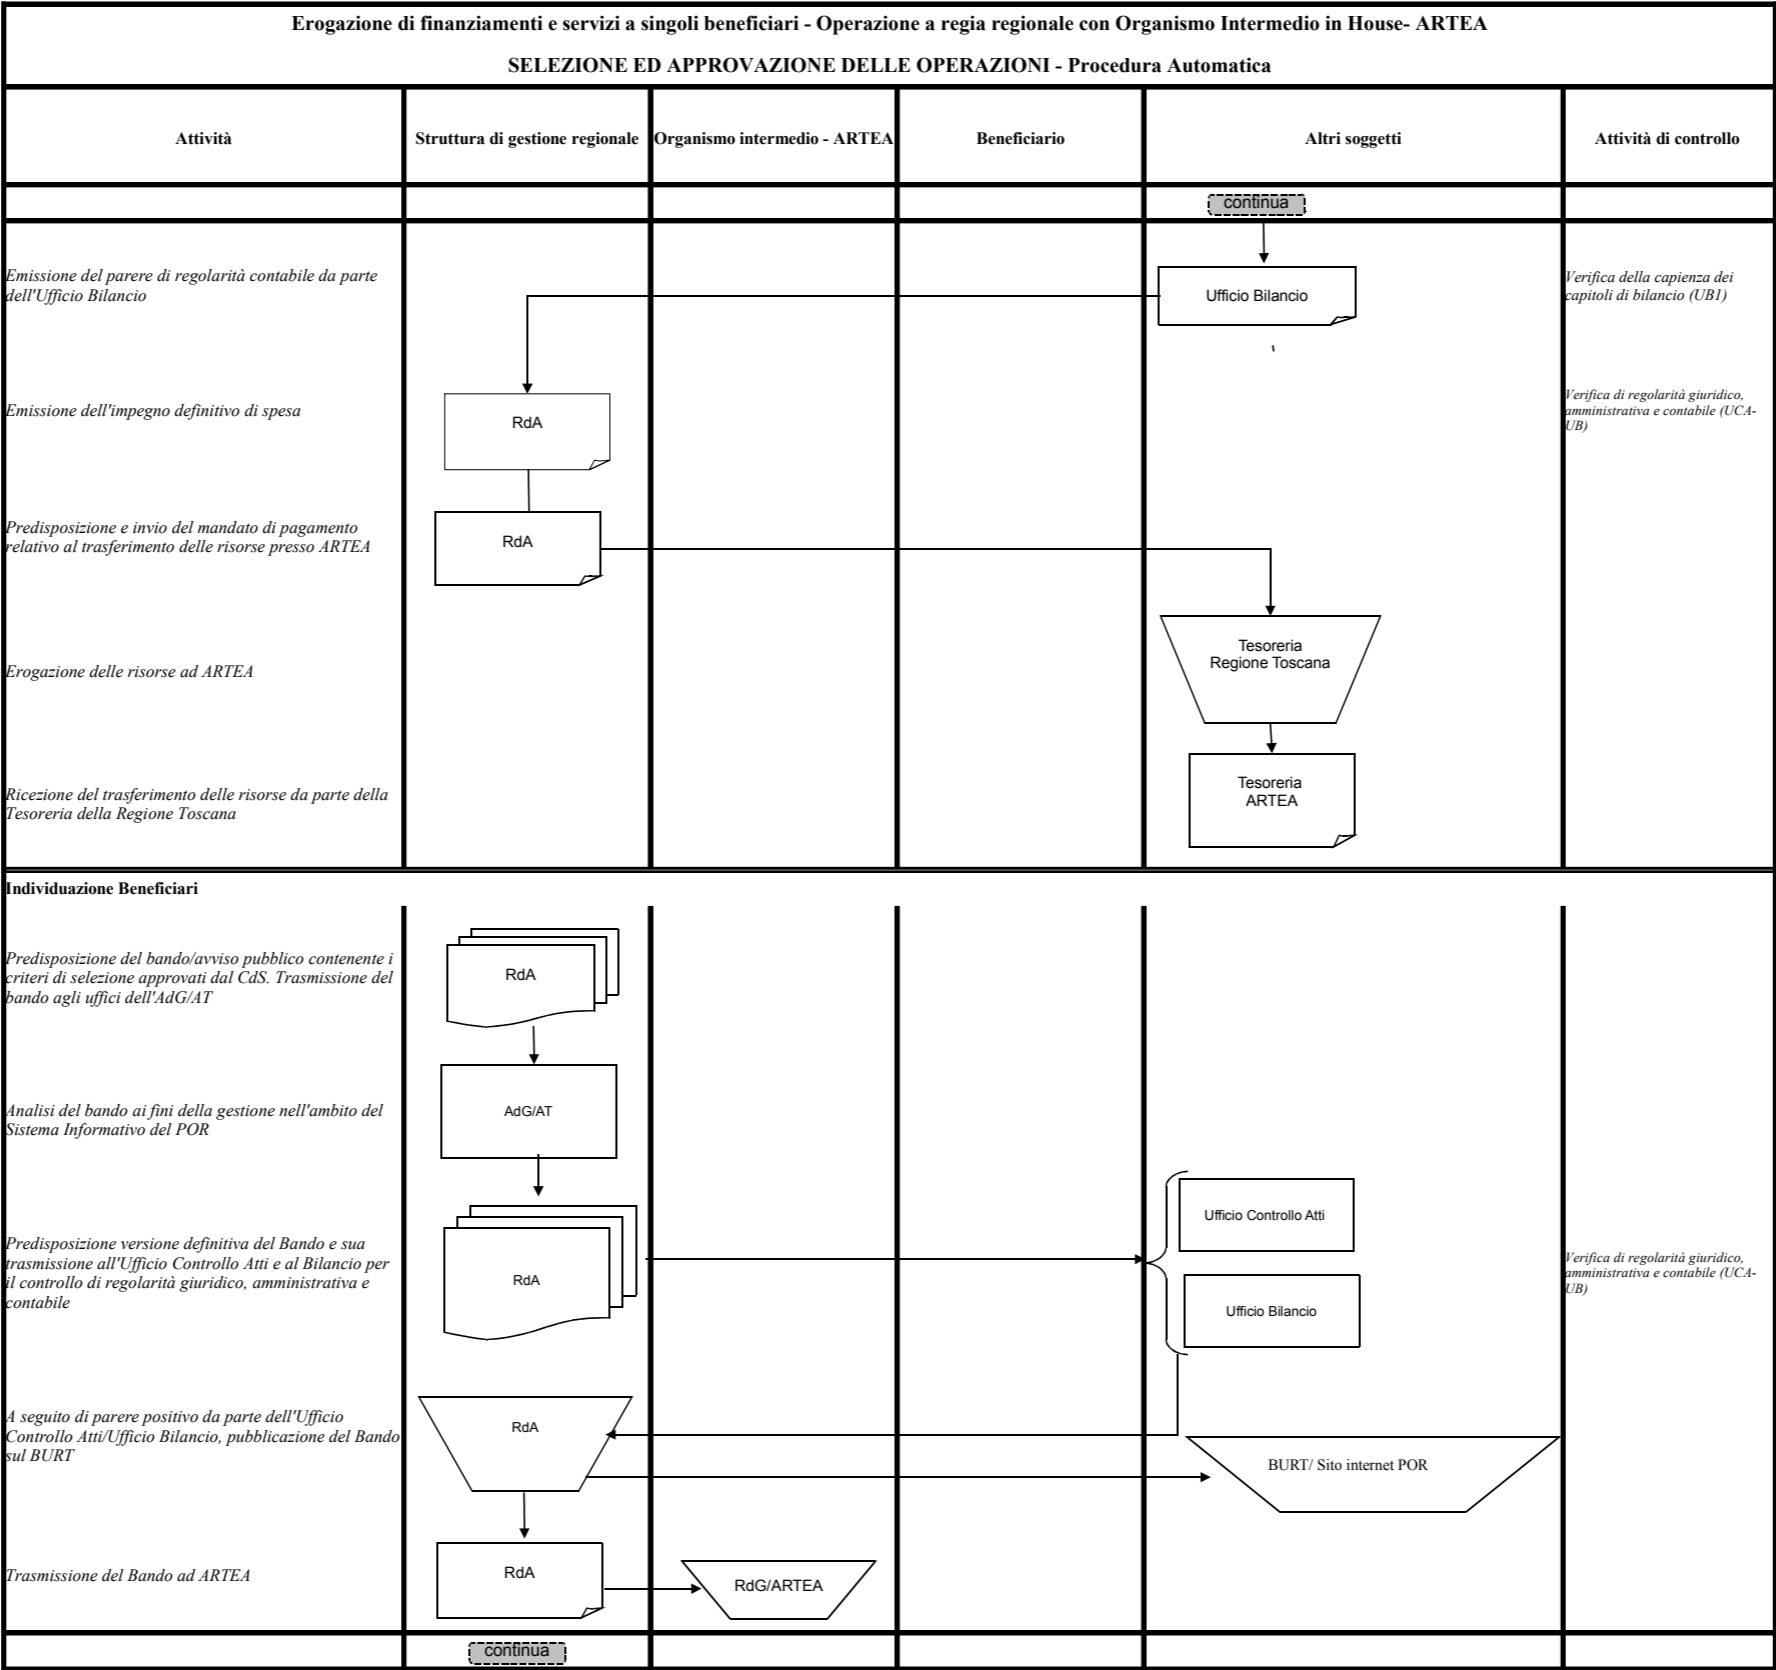 Erogazione di finanziamenti e servizi a singoli beneficiari - Operazione a regia regionale con Organismo Intermedio in House- ARTEA
SELEZIONE ED APPROVAZIONE DELLE OPERAZIONI - Procedura Automatica
Attività
Struttura di gestione regionale
Organismo intermedio - ARTEA
Beneficiario
Altri soggetti
Attività di controllo
continua
Emissione del parere di regolarità contabile da parte
dell'Ufficio Bilancio
Ufficio Bilancio
Verifica della capienza dei
capitoli di bilancio (UB1)
Emissione dell'impegno definitivo di spesa
RdA
Verifica di regolarità giuridico,
amministrativa e contabile (UCA-
UB)
Predisposizione e invio del mandato di pagamento
relativo al trasferimento delle risorse presso ARTEA
RdA
Erogazione delle risorse ad ARTEA
Tesoreria
Regione Toscana
Ricezione del trasferimento delle risorse da parte della
Tesoreria della Regione Toscana
Tesoreria
ARTEA
Individuazione Beneficiari
Predisposizione del bando/avviso pubblico contenente i
criteri di selezione approvati dal CdS. Trasmissione del
bando agli uffici dell'AdG/AT
RdA
Analisi del bando ai fini della gestione nell'ambito del
Sistema Informativo del POR
AdG/AT
Predisposizione versione definitiva del Bando e sua
trasmissione all'Ufficio Controllo Atti e al Bilancio per
il controllo di regolarità giuridico, amministrativa e
contabile
RdA
Ufficio Controllo Atti
Ufficio Bilancio
Verifica di regolarità giuridico,
amministrativa e contabile (UCA-
UB)
A seguito di parere positivo da parte dell'Ufficio
Controllo Atti/Ufficio Bilancio, pubblicazione del Bando
sul BURT
RdA
BURT/ Sito internet POR
Trasmissione del Bando ad ARTEA
RdA
RdG/ARTEA
continua